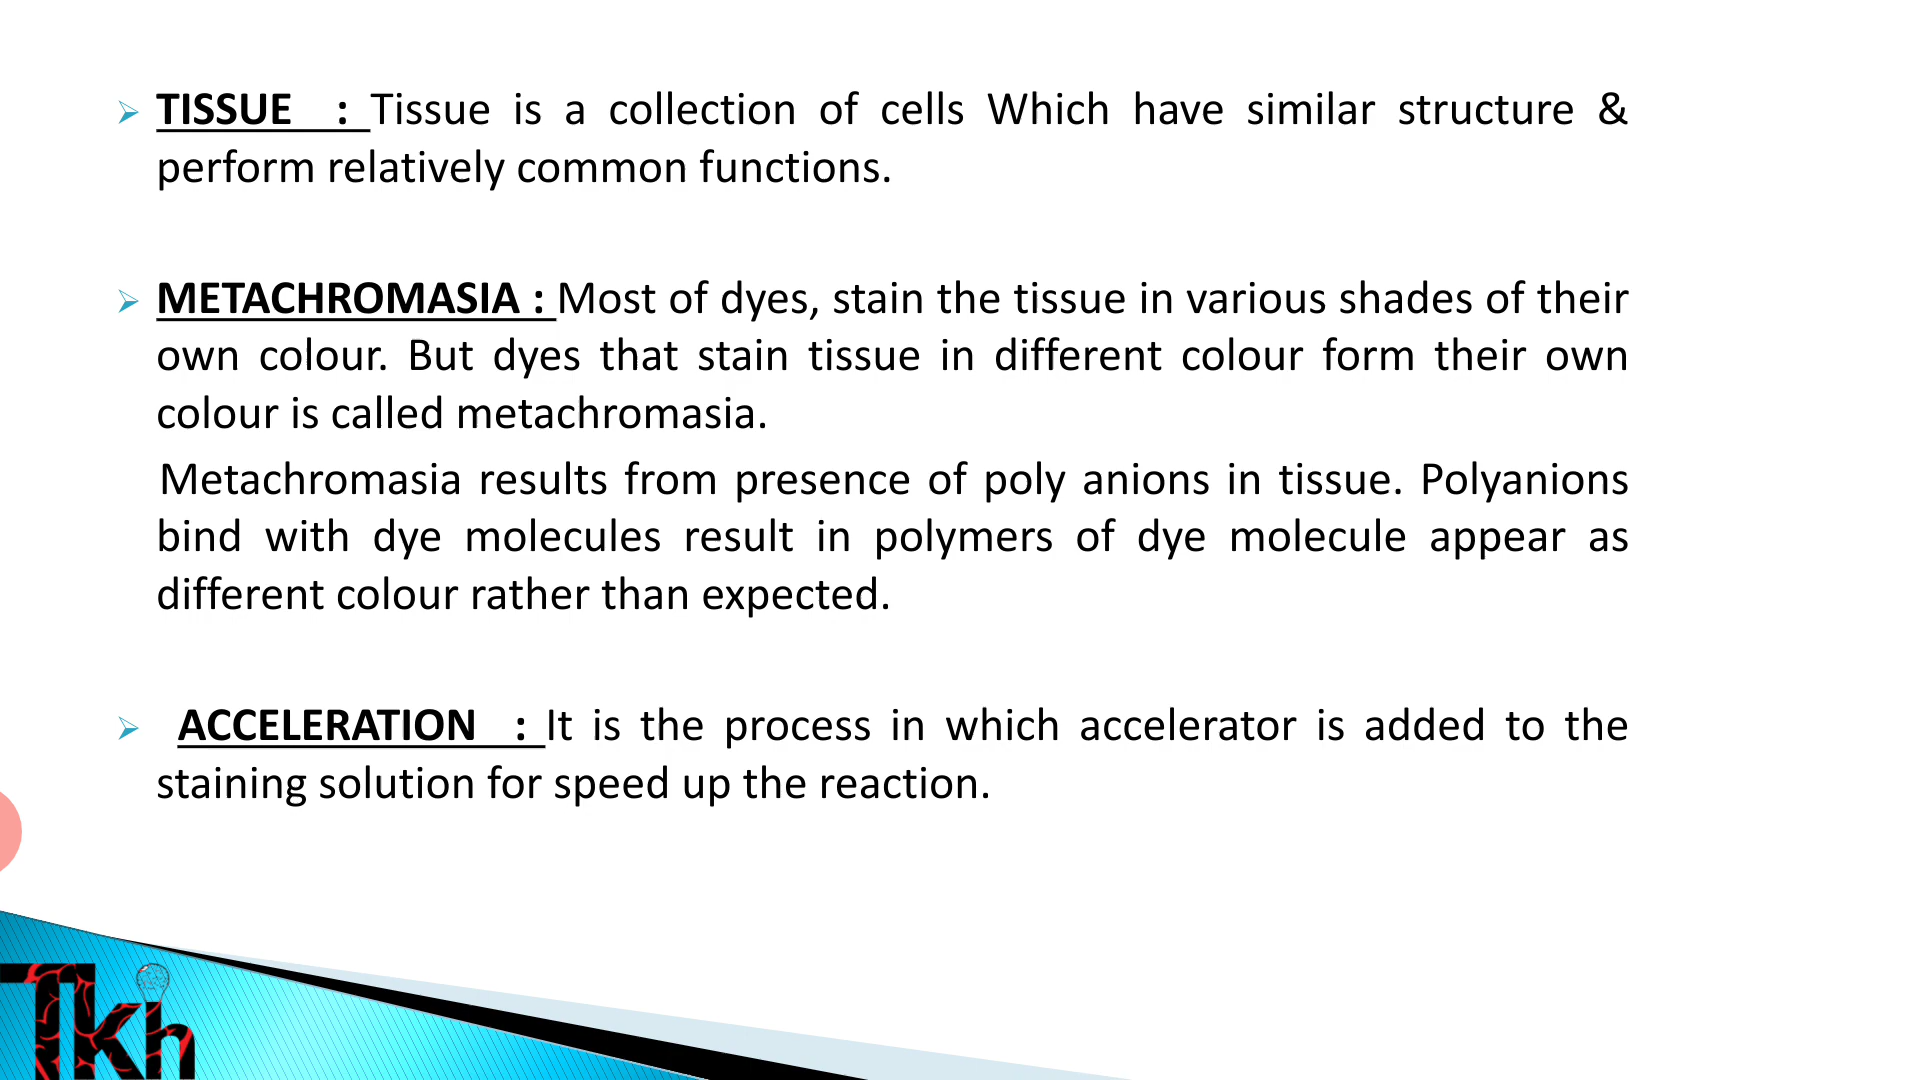 TISSUE : Tissue is a collection of cells Which have similar structure &
perform relatively common functions.
METACHROMASIA : Most of dyes, stain the tissue in various shades of their
own colour. But dyes that stain tissue in different colour form their own
colour is called metachromasia.
Metachromasia results from presence of poly anions in tissue. Polyanions
bind with dye molecules result in polymers of dye molecule appear as
different colour rather than expected.
ACCELERATION : It is the process in which accelerator is added to the
staining solution for speed up the reaction.
Tkh